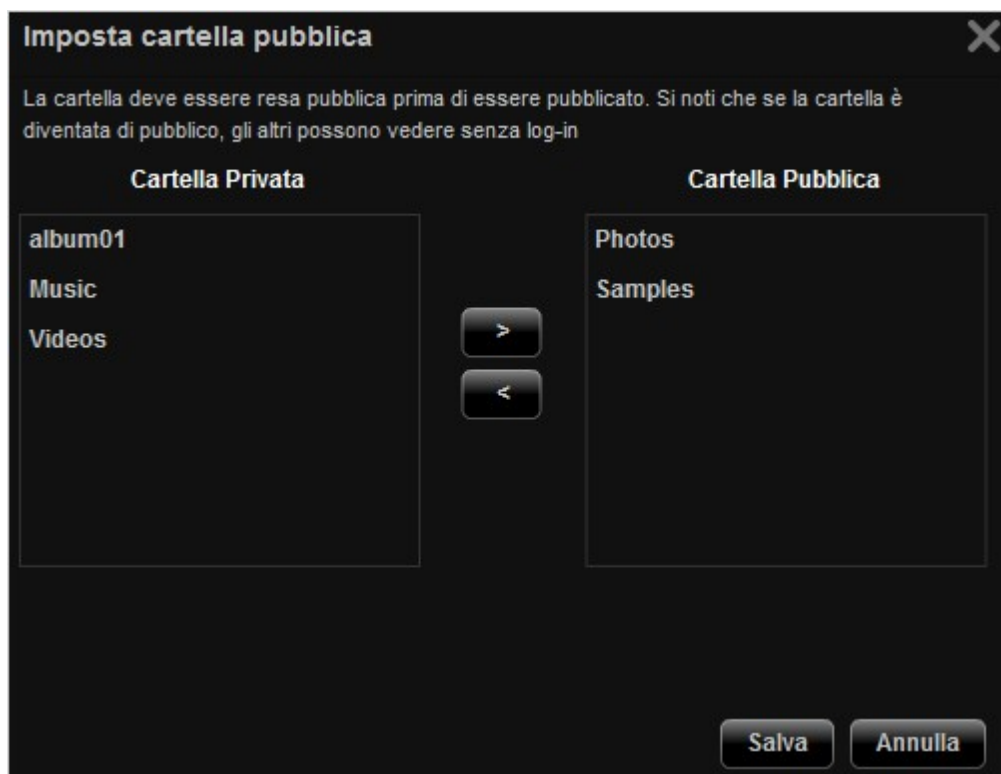 Imposta cartella pubblica
La cartella deve essere resa pubblica prima di essere pubblicato. Si noti che se la cartella è
diventata di pubblico, gli altri possono vedere senza log-in
Cartella Privata
Cartella Pubblica
album01
Music
Videos
>
<
Photos
Samples
Salva
Annulla